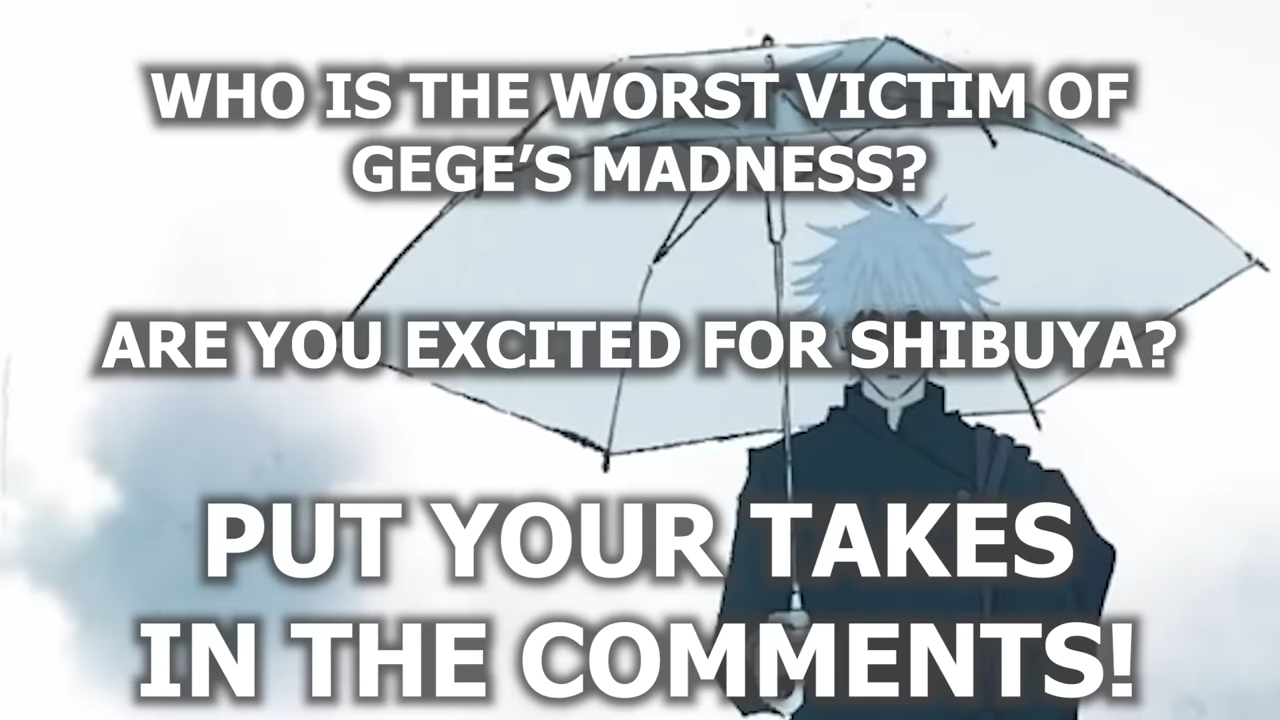 WHO IS THE WORST VICTIM OF
GEGE’S MADNESS?
ARE YOU EXCITED FOR SHIBUYA?
PUT YOUR TAKES
IN THE COMMENTS!